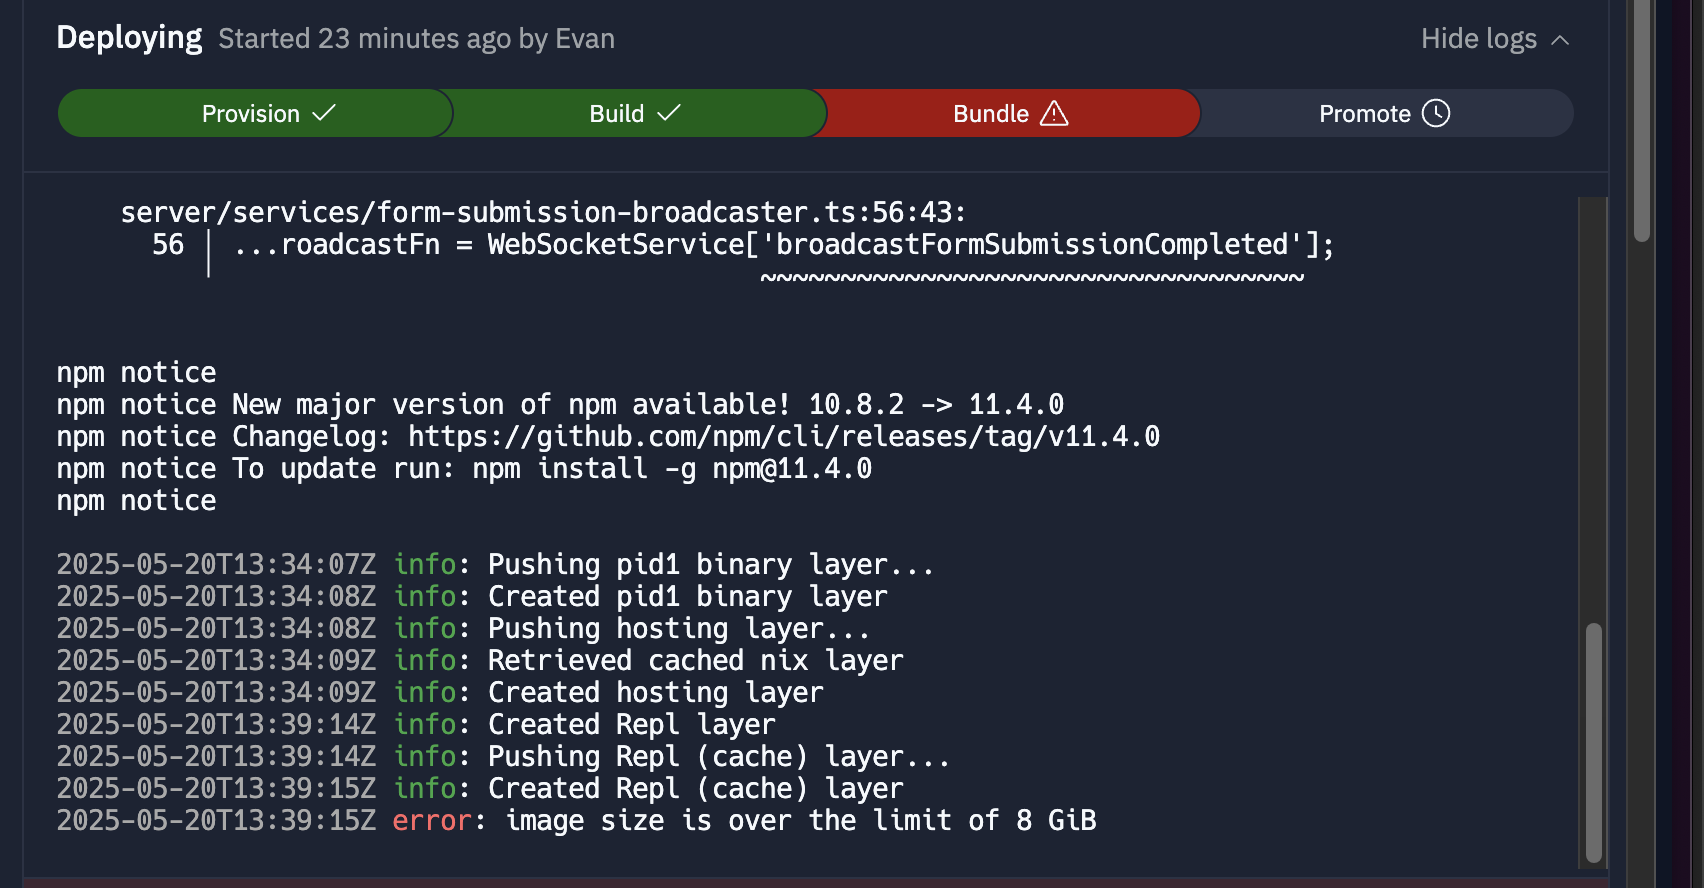 Deploying Started 23 minutes ago by Evan Hide logs
Provision Build Bundle Promote
server/services/form-submission-broadcaster.ts:56:43:
56 │ ...roadcastFn = WebSocketService['broadcastFormSubmissionCompleted'];
~~~~~~~~~~~~~~~~~~~~~~~~~~~~~~~~~~
npm notice
npm notice New major version of npm available! 10.8.2 -> 11.4.0
npm notice Changelog: https://github.com/npm/cli/releases/tag/v11.4.0
npm notice To update run: npm install -g npm@11.4.0
npm notice
2025-05-20T13:34:07Z info: Pushing pid1 binary layer...
2025-05-20T13:34:08Z info: Created pid1 binary layer
2025-05-20T13:34:08Z info: Pushing hosting layer...
2025-05-20T13:34:09Z info: Retrieved cached nix layer
2025-05-20T13:34:09Z info: Created hosting layer
2025-05-20T13:39:14Z info: Created Repl layer
2025-05-20T13:39:14Z info: Pushing Repl (cache) layer...
2025-05-20T13:39:15Z info: Created Repl (cache) layer
2025-05-20T13:39:15Z error: image size is over the limit of 8 GiB